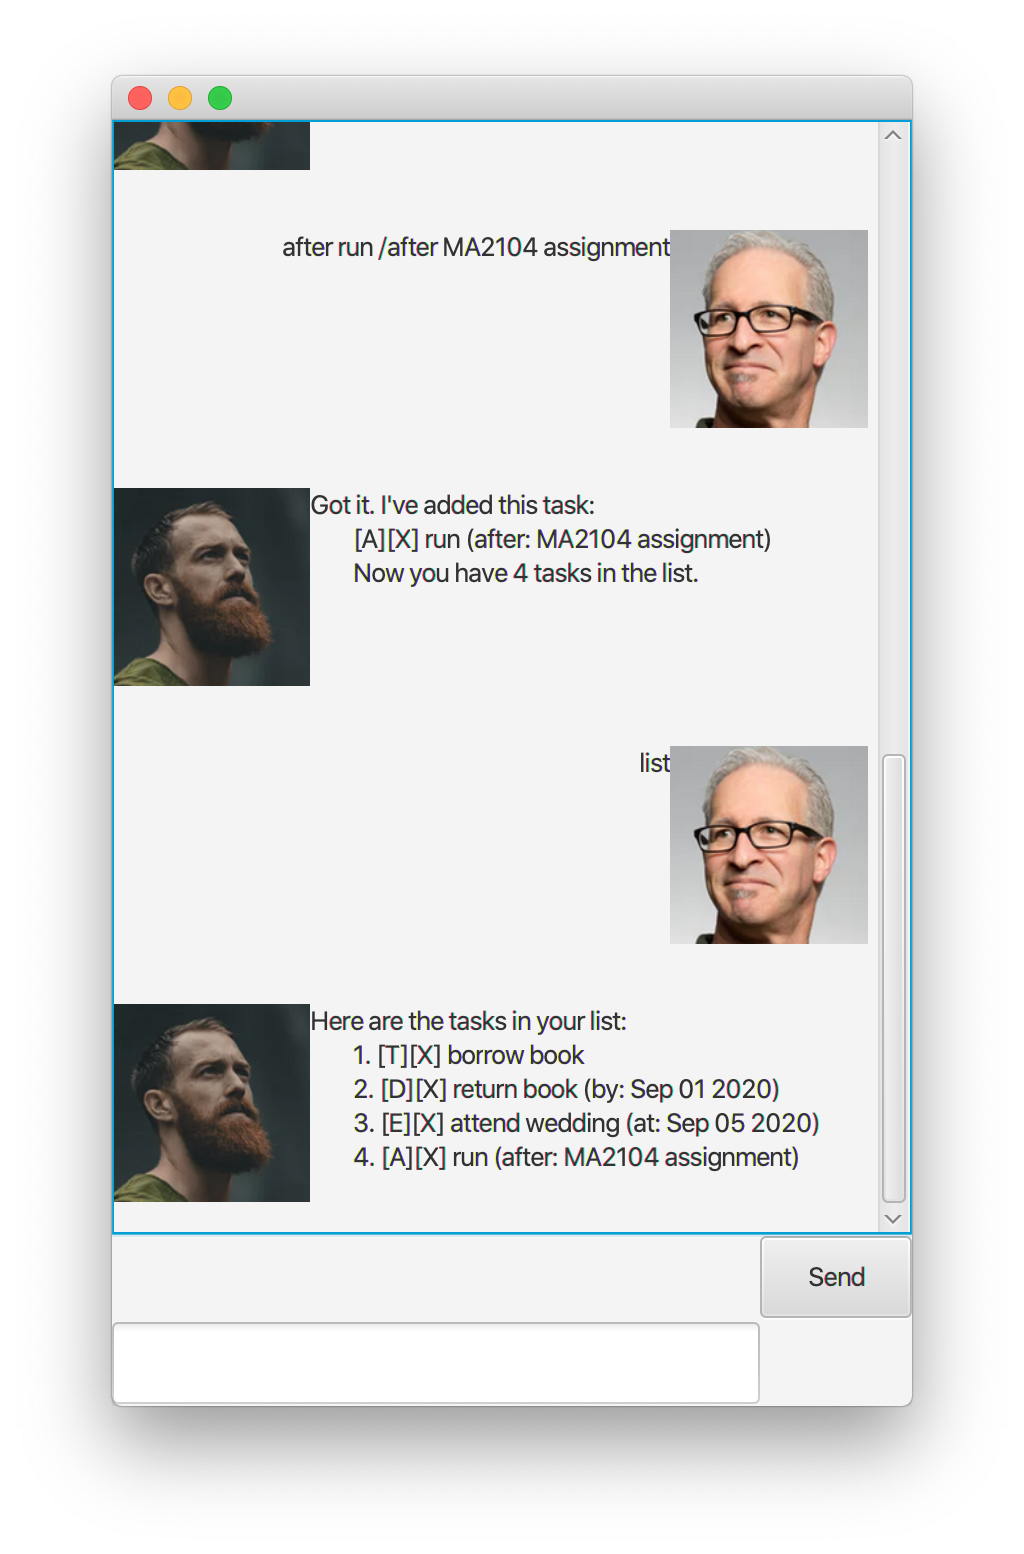 after run /after MA2104 assignment
Got it. I've added this task:
[A][X] run (after: MA2104 assignment)
Now you have 4 tasks in the list.
list
Here are the tasks in your list:
1. [T][X] borrow book
2. [D][X] return book (by: Sep 01 2020)
3. [E][X] attend wedding (at: Sep 05 2020)
4. [A][X] run (after: MA2104 assignment)
Send